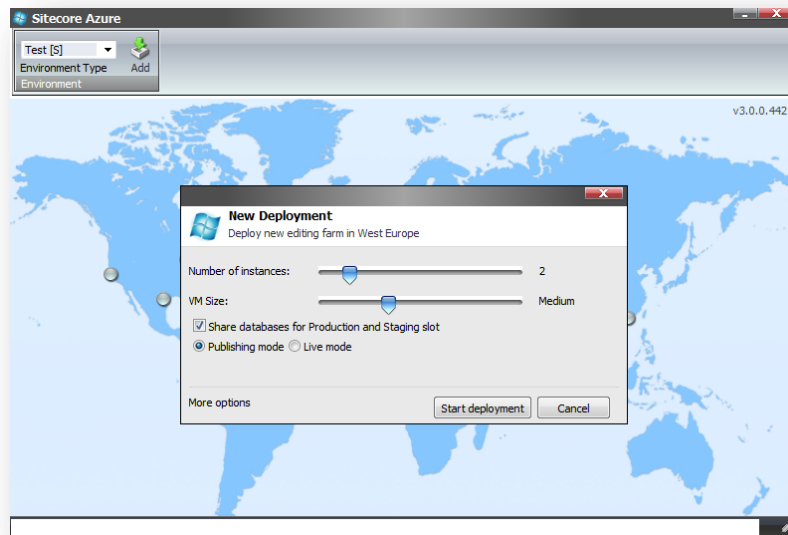 Sitecore Azure
Test [S]
Environment Type Add
Environment
v3.0.0.442
New Deployment
Deploy new editing farm in West Europe
Number of instances: 2
VM Size: Medium
Share databases for Production and Staging slot
Publishing mode Live mode
More options Start deployment Cancel